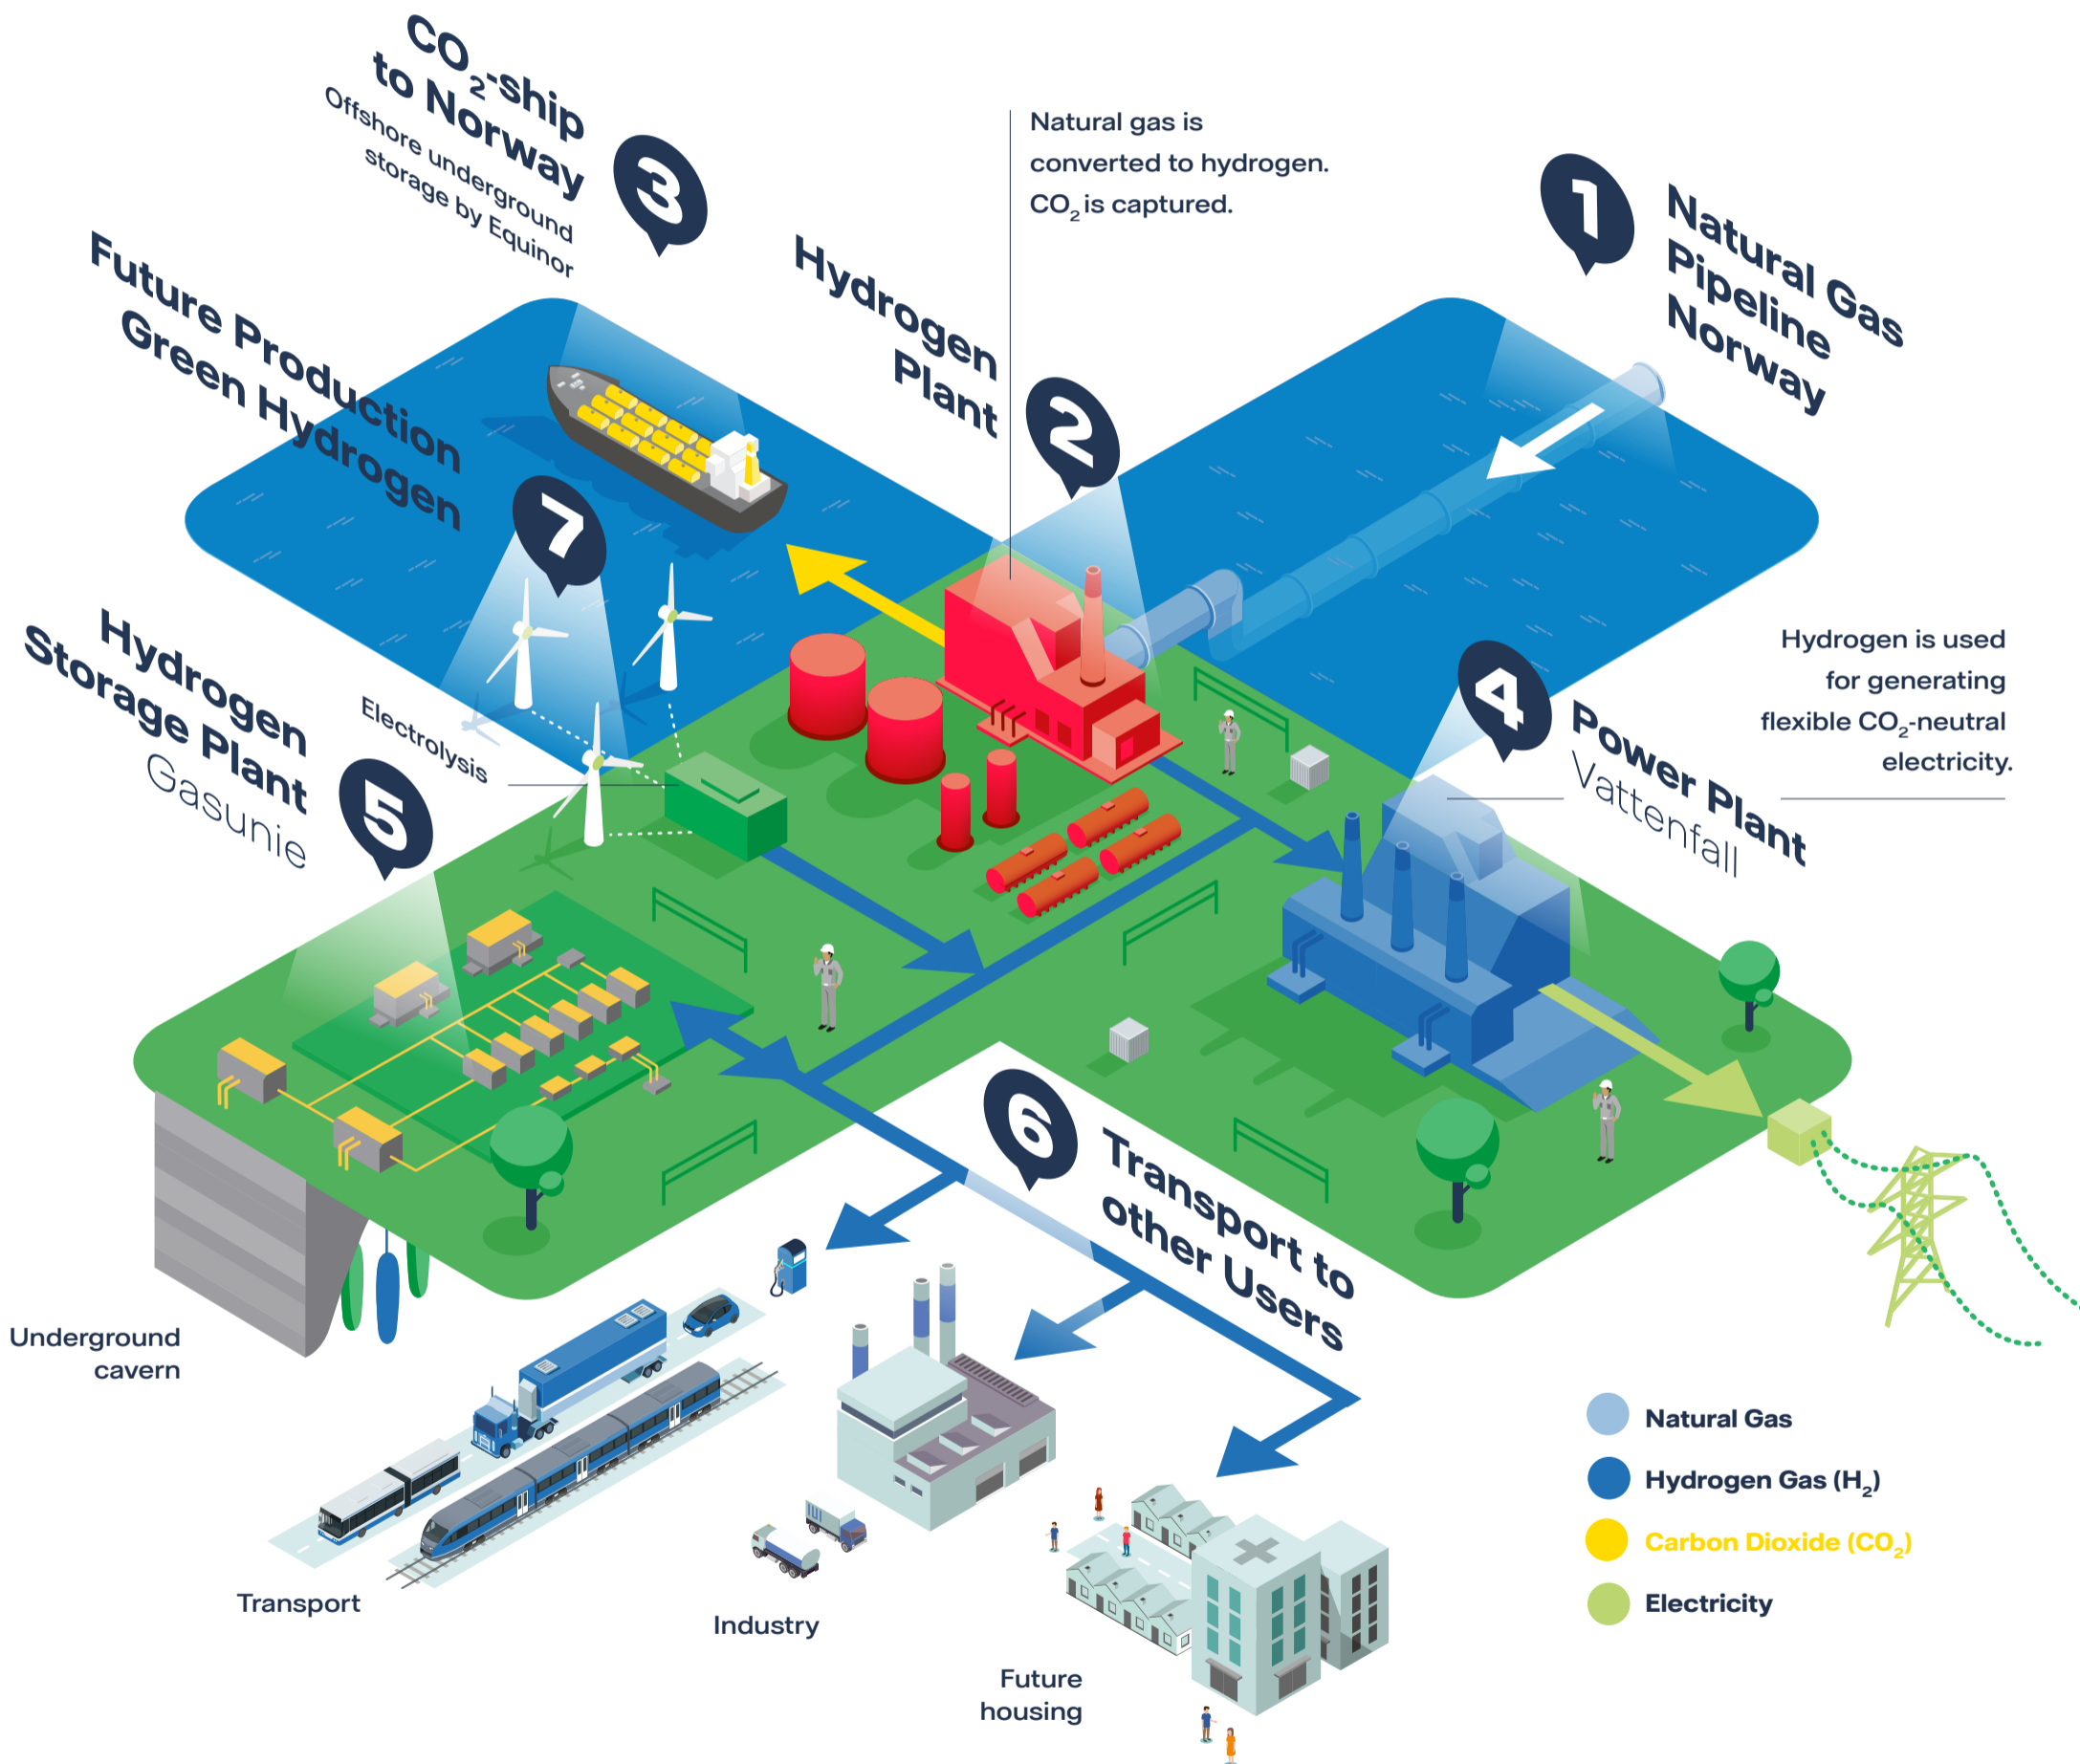 CO₂-ship
to Norway
Offshore underground
storage by Equinor
3
Natural gas is
converted to hydrogen.
CO₂ is captured.
1
Natural Gas
Pipeline
Norway
Future Production
Green Hydrogen
7
Hydrogen
Plant
2
Hydrogen
Storage Plant
Gasunie
5
Electrolysis
4
Power Plant
Vattenfall
Hydrogen is used
for generating
flexible CO₂-neutral
electricity.
6
Transport to
other Users
Underground
cavern
Transport
Industry
Future
housing
Natural Gas
Hydrogen Gas (H₂)
Carbon Dioxide (CO₂)
Electricity